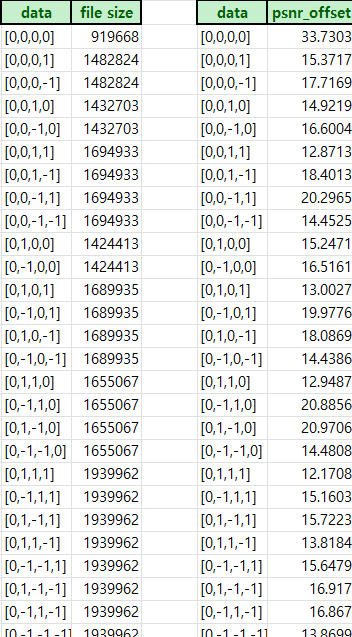 data file size data psnr_offset
[0,0,0,0] 919668 [0,0,0,0] 33.7303
[0,0,0,1] 1482824 [0,0,0,1] 15.3717
[0,0,0,-1] 1482824 [0,0,0,-1] 17.7169
[0,0,1,0] 1432703 [0,0,1,0] 14.9219
[0,0,-1,0] 1432703 [0,0,-1,0] 16.6004
[0,0,1,1] 1694933 [0,0,1,1] 12.8713
[0,0,1,-1] 1694933 [0,0,1,-1] 18.4013
[0,0,-1,1] 1694933 [0,0,-1,1] 20.2965
[0,0,-1,-1] 1694933 [0,0,-1,-1] 14.4525
[0,1,0,0] 1424413 [0,1,0,0] 15.2471
[0,-1,0,0] 1424413 [0,-1,0,0] 16.5161
[0,1,0,1] 1689935 [0,1,0,1] 13.0027
[0,-1,0,1] 1689935 [0,-1,0,1] 19.9776
[0,1,0,-1] 1689935 [0,1,0,-1] 18.0869
[0,-1,0,-1] 1689935 [0,-1,0,-1] 14.4386
[0,1,1,0] 1655067 [0,1,1,0] 12.9487
[0,-1,1,0] 1655067 [0,-1,1,0] 20.8856
[0,1,-1,0] 1655067 [0,1,-1,0] 20.9706
[0,-1,-1,0] 1655067 [0,-1,-1,0] 14.4808
[0,1,1,1] 1939962 [0,1,1,1] 12.1708
[0,-1,1,1] 1939962 [0,-1,1,1] 15.1603
[0,1,-1,1] 1939962 [0,1,-1,1] 15.7223
[0,1,1,-1] 1939962 [0,1,1,-1] 13.8184
[0,-1,-1,1] 1939962 [0,-1,-1,1] 15.6479
[0,1,-1,-1] 1939962 [0,1,-1,-1] 16.917
[0,-1,1,-1] 1939962 [0,-1,1,-1] 16.867
[0,-1,-1,-1] 1939962 [0,-1,-1,-1] 13.8699